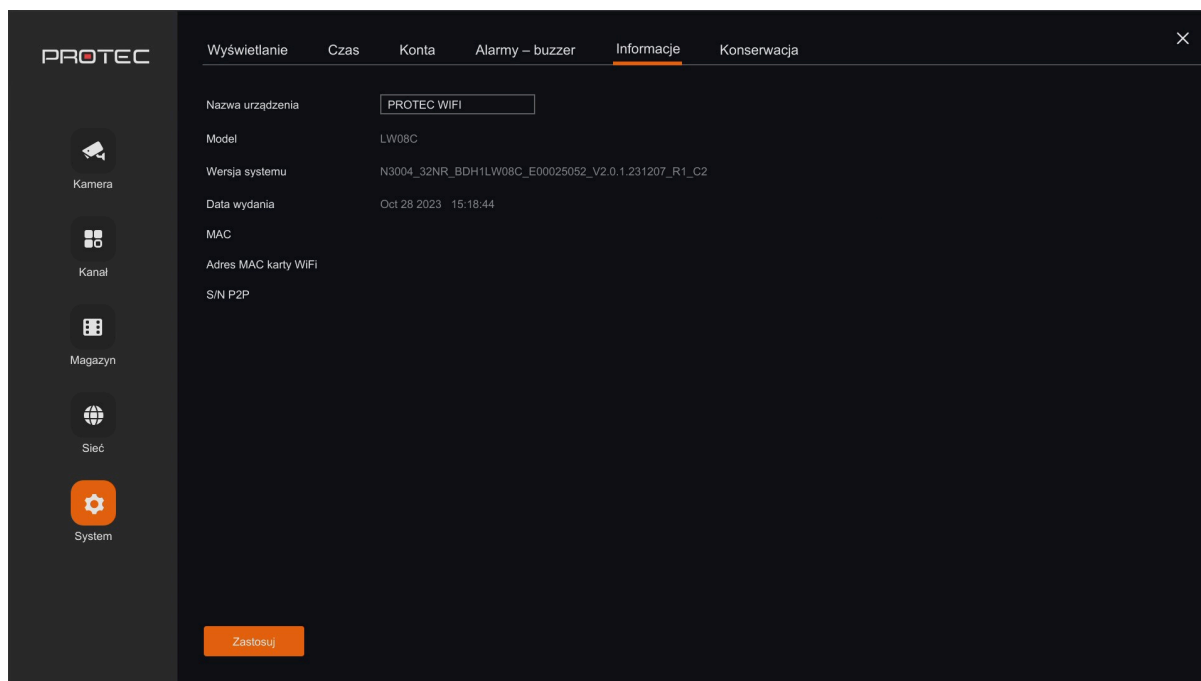 PROTEC
Wyświetlanie Czas Konta Alarmy – buzzer Informacje Konserwacja
Nazwa urządzenia PROTEC WIFI
Model LW08C
Wersja systemu N3004_32NR_BDH1LW08C_E00025052_V2.0.1.231207_R1_C2
Data wydania Oct 28 2023 15:18:44
MAC
Adres MAC karty WiFi
S/N P2P
Kamera
Kanał
Magazyn
Sieć
System
Zastosuj